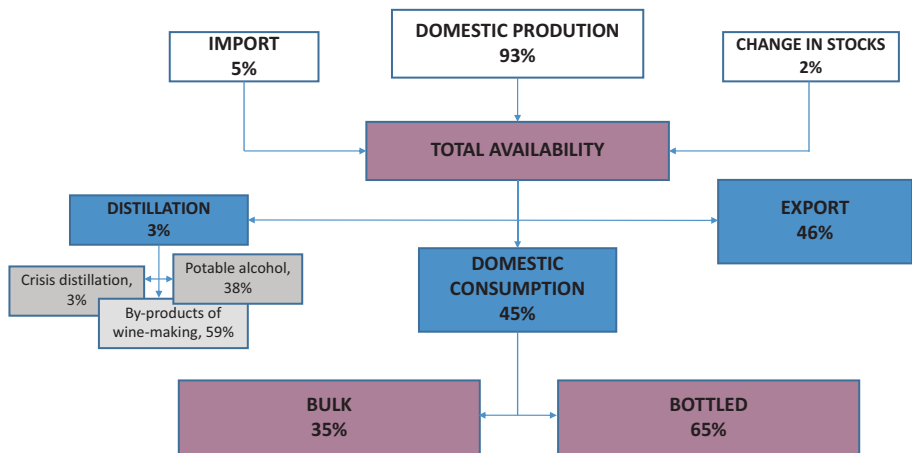 IMPORT
5%
DOMESTIC PRODUTION
93%
CHANGE IN STOCKS
2%
TOTAL AVAILABILITY
DISTILLATION
3%
EXPORT
46%
Crisis distillation,
3%
Potable alcohol,
38%
By-products of
wine-making, 59%
DOMESTIC
CONSUMPTION
45%
BULK
35%
BOTTLED
65%